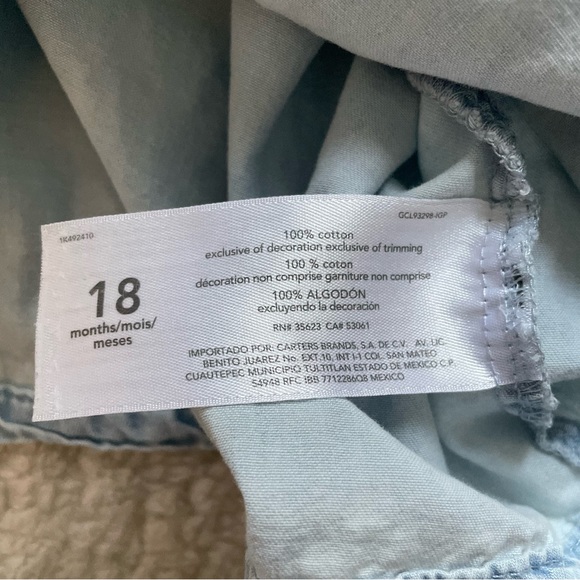 1K492410
GCL93298-IGP
18
months/mois/
meses
100% cotton
exclusive of decoration exclusive of trimming
100 % coton
décoration non comprise garniture non comprise
100% ALGODÓN
excluyendo la decoración
RN# 35623 CA# 53061
IMPORTADO POR: CARTERS BRANDS, S.A. DE C.V. AV. LIC.
BENITO JUAREZ No. EXT.10, INT I-1 COL. SAN MATEO
CUAUTEPEC MUNICIPIO TULTITLAN ESTADO DE MEXICO C.P.
54948 RFC IBB 7712286Q8 MEXICO